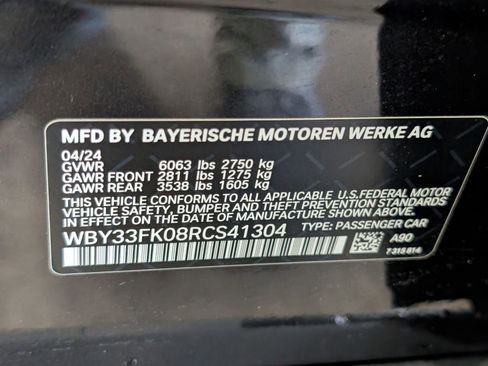 MFD BY BAYERISCHE MOTOREN WERKE AG
04/24
GVWR 6063 lbs 2750 kg
GAWR FRONT 2811 lbs 1275 kg
GAWR REAR 3538 lbs 1605 kg
THIS VEHICLE CONFORMS TO ALL APPLICABLE U.S. FEDERAL MOTOR
VEHICLE SAFETY, BUMPER, AND THEFT PREVENTION STANDARDS
IN EFFECT ON THE DATE OF MANUFACTURE SHOWN ABOVE.
WBY33FK08RCS41304 TYPE: PASSENGER CAR
A90
7318814